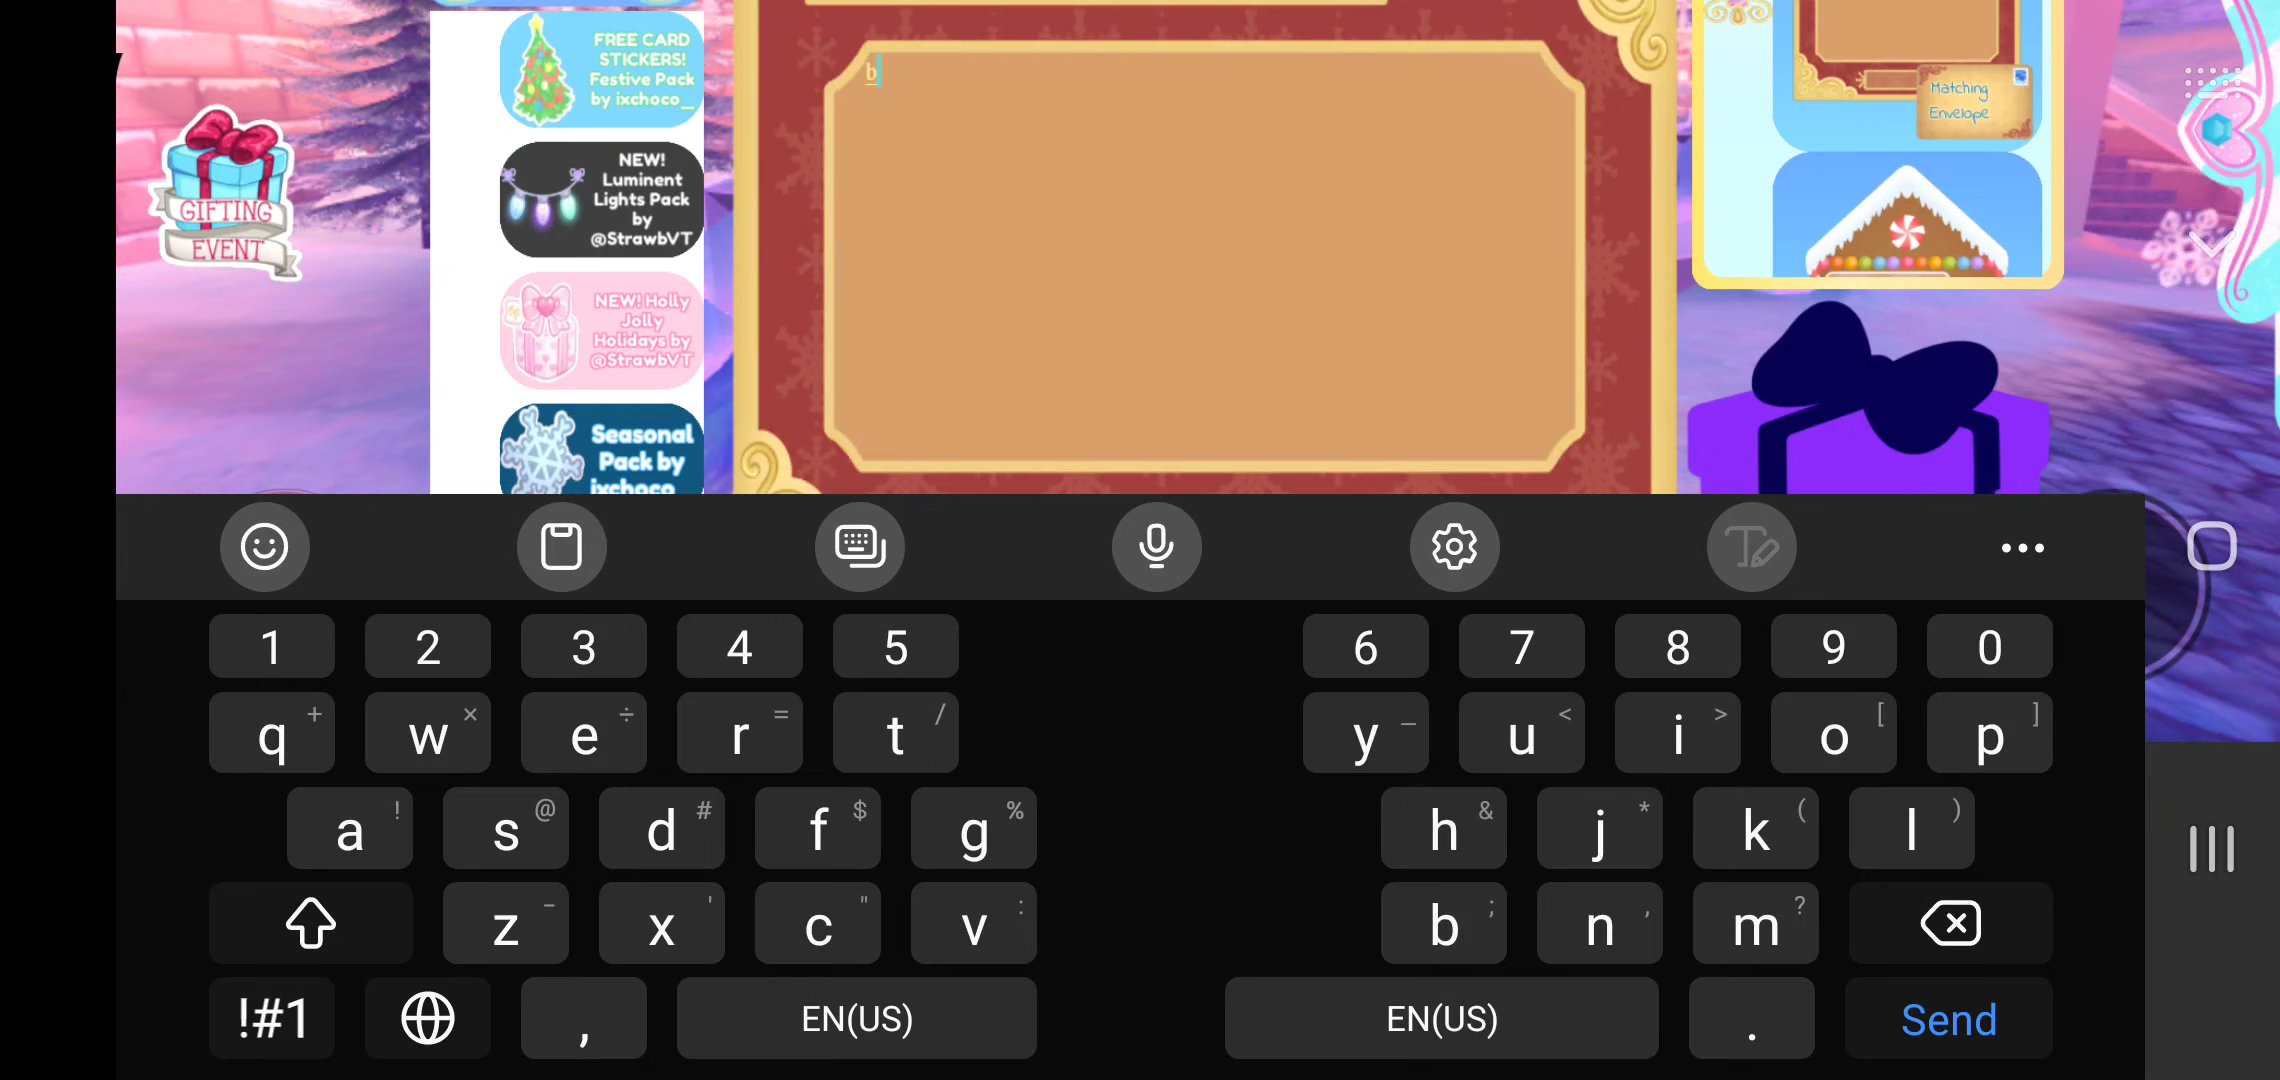 GIFTING
EVENT
FREE CARD
STICKERS!
Festive Pack
by ixchoco_
NEW!
Luminent
Lights Pack
by
@StrawbVT
NEW! Holly
Jolly
Holidays by
@StrawbVT
Seasonal
Pack by
ixchoco
b
Matching
Envelope
1 2 3 4 5 6 7 8 9 0
q + w × e ÷ r = t / y _ u < i > o [ p ]
a ! s @ d # f $ g % h & j * k ( l )
z - x ' c " v : b ; n , m ?
!#1 , EN(US) EN(US) . Send